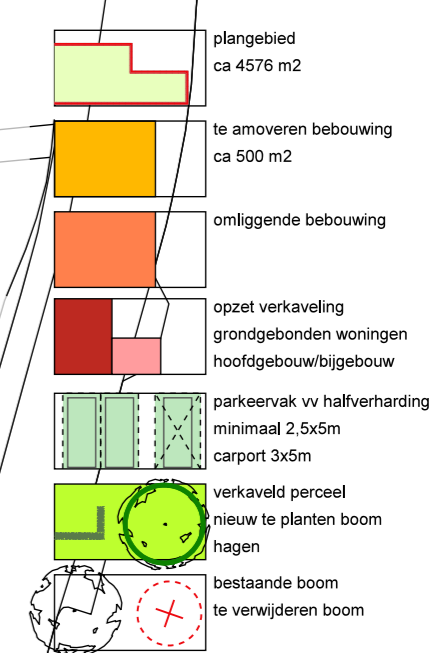 plangebied
ca 4576 m2
te amoveren bebouwing
ca 500 m2
omliggende bebouwing
opzet verkaveling
grondgebonden woningen
hoofdgebouw/bijgebouw
parkeervak vv halfverharding
minimaal 2,5x5m
carport 3x5m
verkaveld perceel
nieuw te planten boom
hagen
bestaande boom
te verwijderen boom